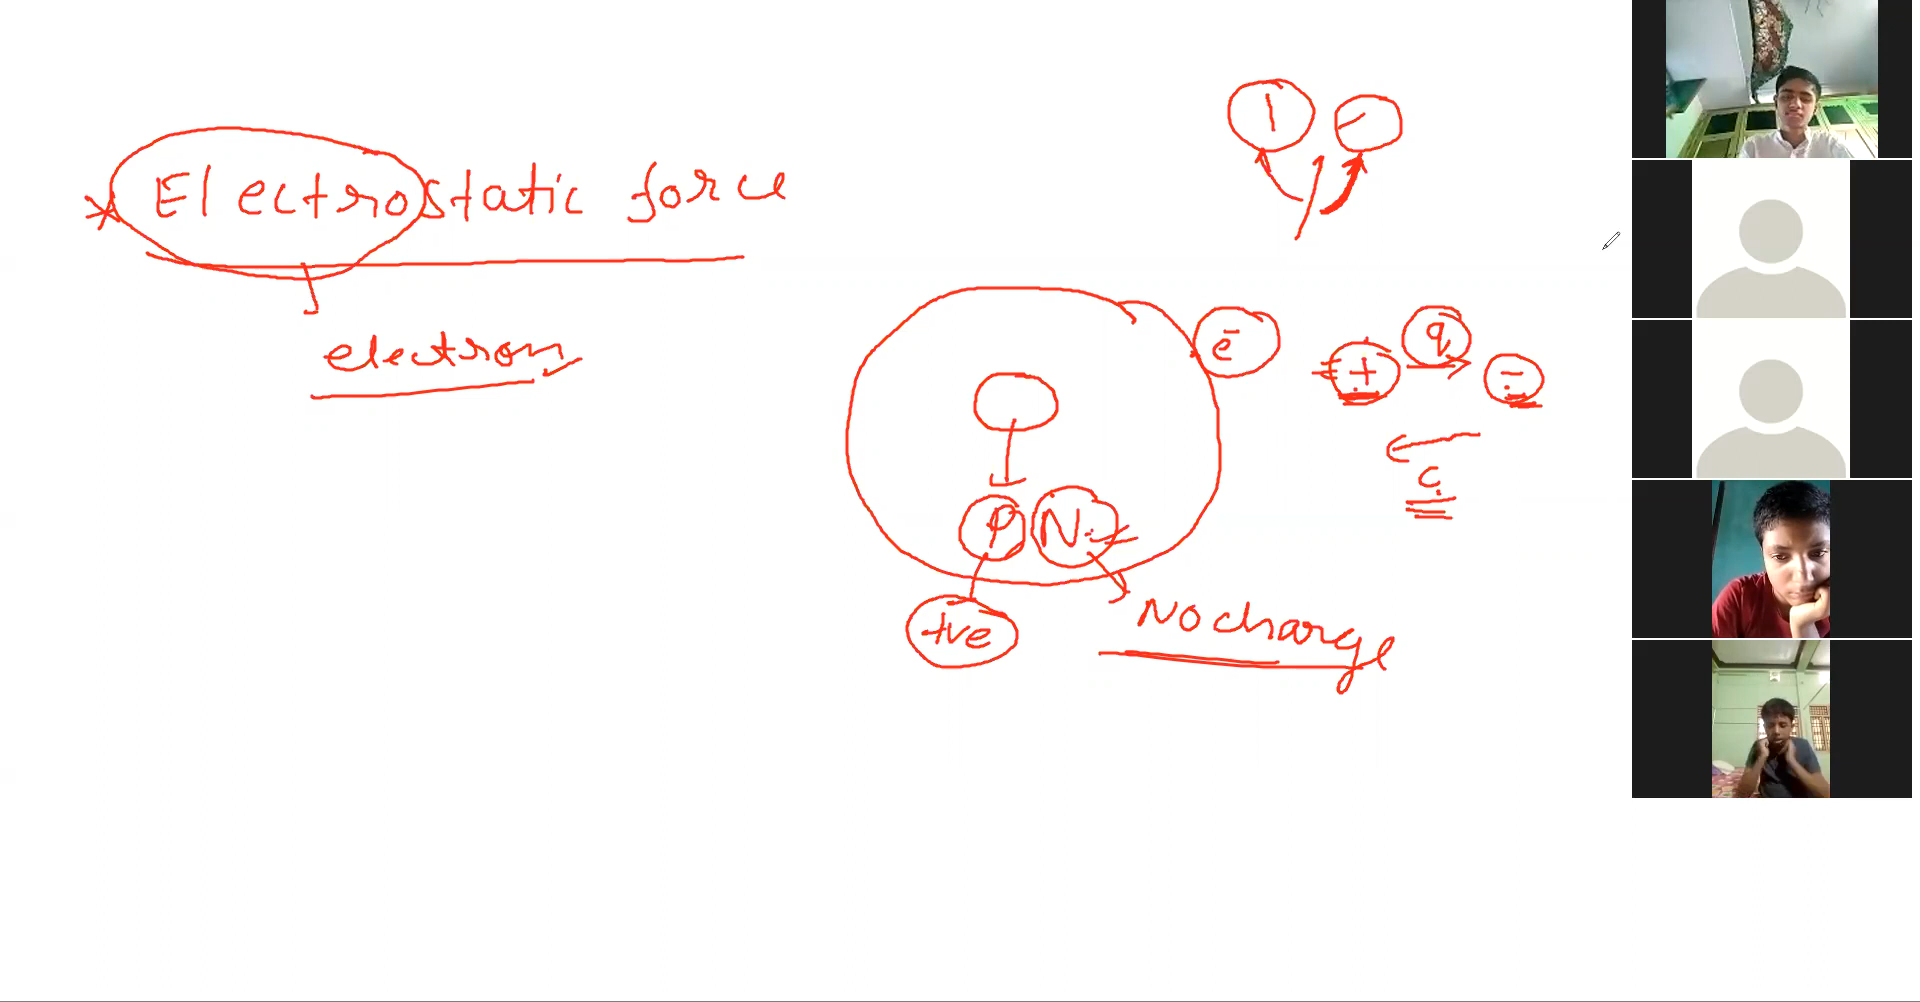 * Electrostatic force
electron
e-
+
q
-
C
P N
+ve
No charge